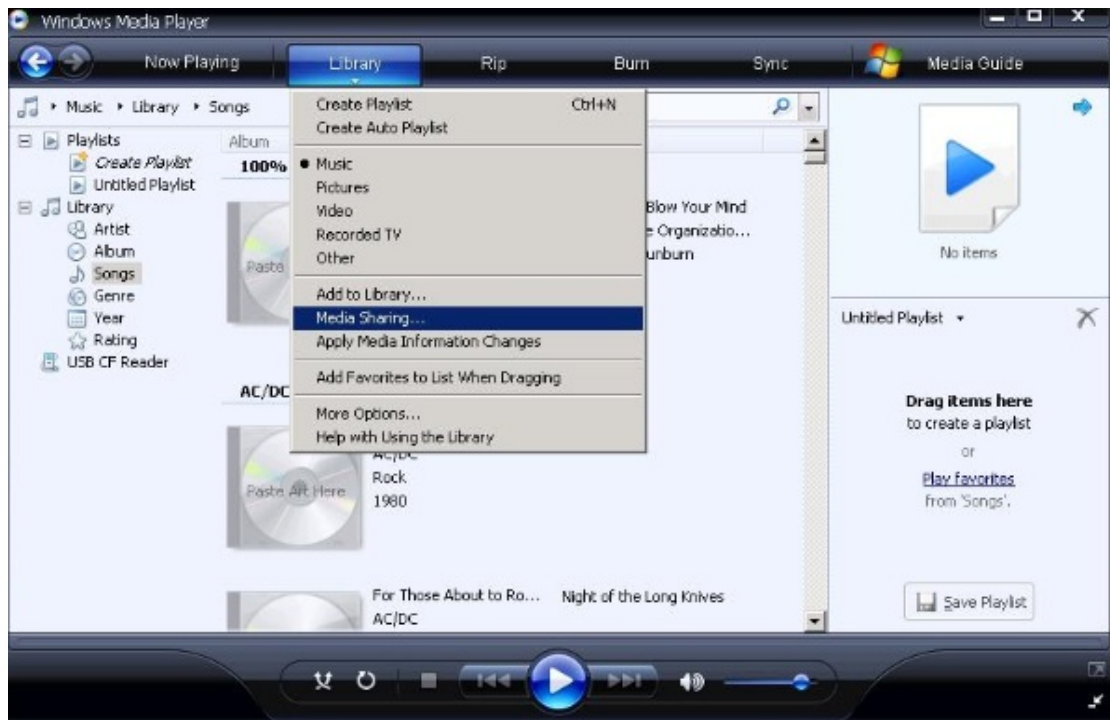 Windows Media Player
Now Playing Library Rip Burn Sync Media Guide
Music Library Songs
Playlists
Create Playlist
Untitled Playlist
Library
Artist
Album
Songs
Genre
Year
Rating
USB CF Reader
Album
100%
Paste
Create Playlist Ctrl+N
Create Auto Playlist
Music
Pictures
Video
Recorded TV
Other
Add to Library...
Media Sharing...
Apply Media Information Changes
Add Favorites to List When Dragging
More Options...
Help with Using the Library
Blow Your Mind
e Organizatio...
unburn
AC/DC
AC/DC
Rock
1980
Paste Art Here
For Those About to Ro... Night of the Long Knives
AC/DC
No items
Untitled Playlist
Drag items here
to create a playlist
or
Play favorites
from 'Songs'.
Save Playlist